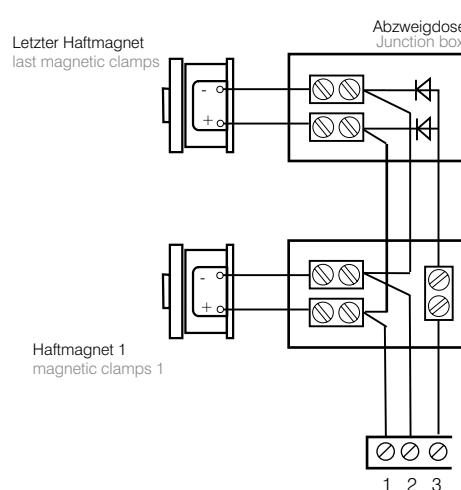 Abzweigdose
Junction box
Letzter Haftmagnet
last magnetic clamps
-
+
-
+
Haftmagnet 1
magnetic clamps 1
1 2 3